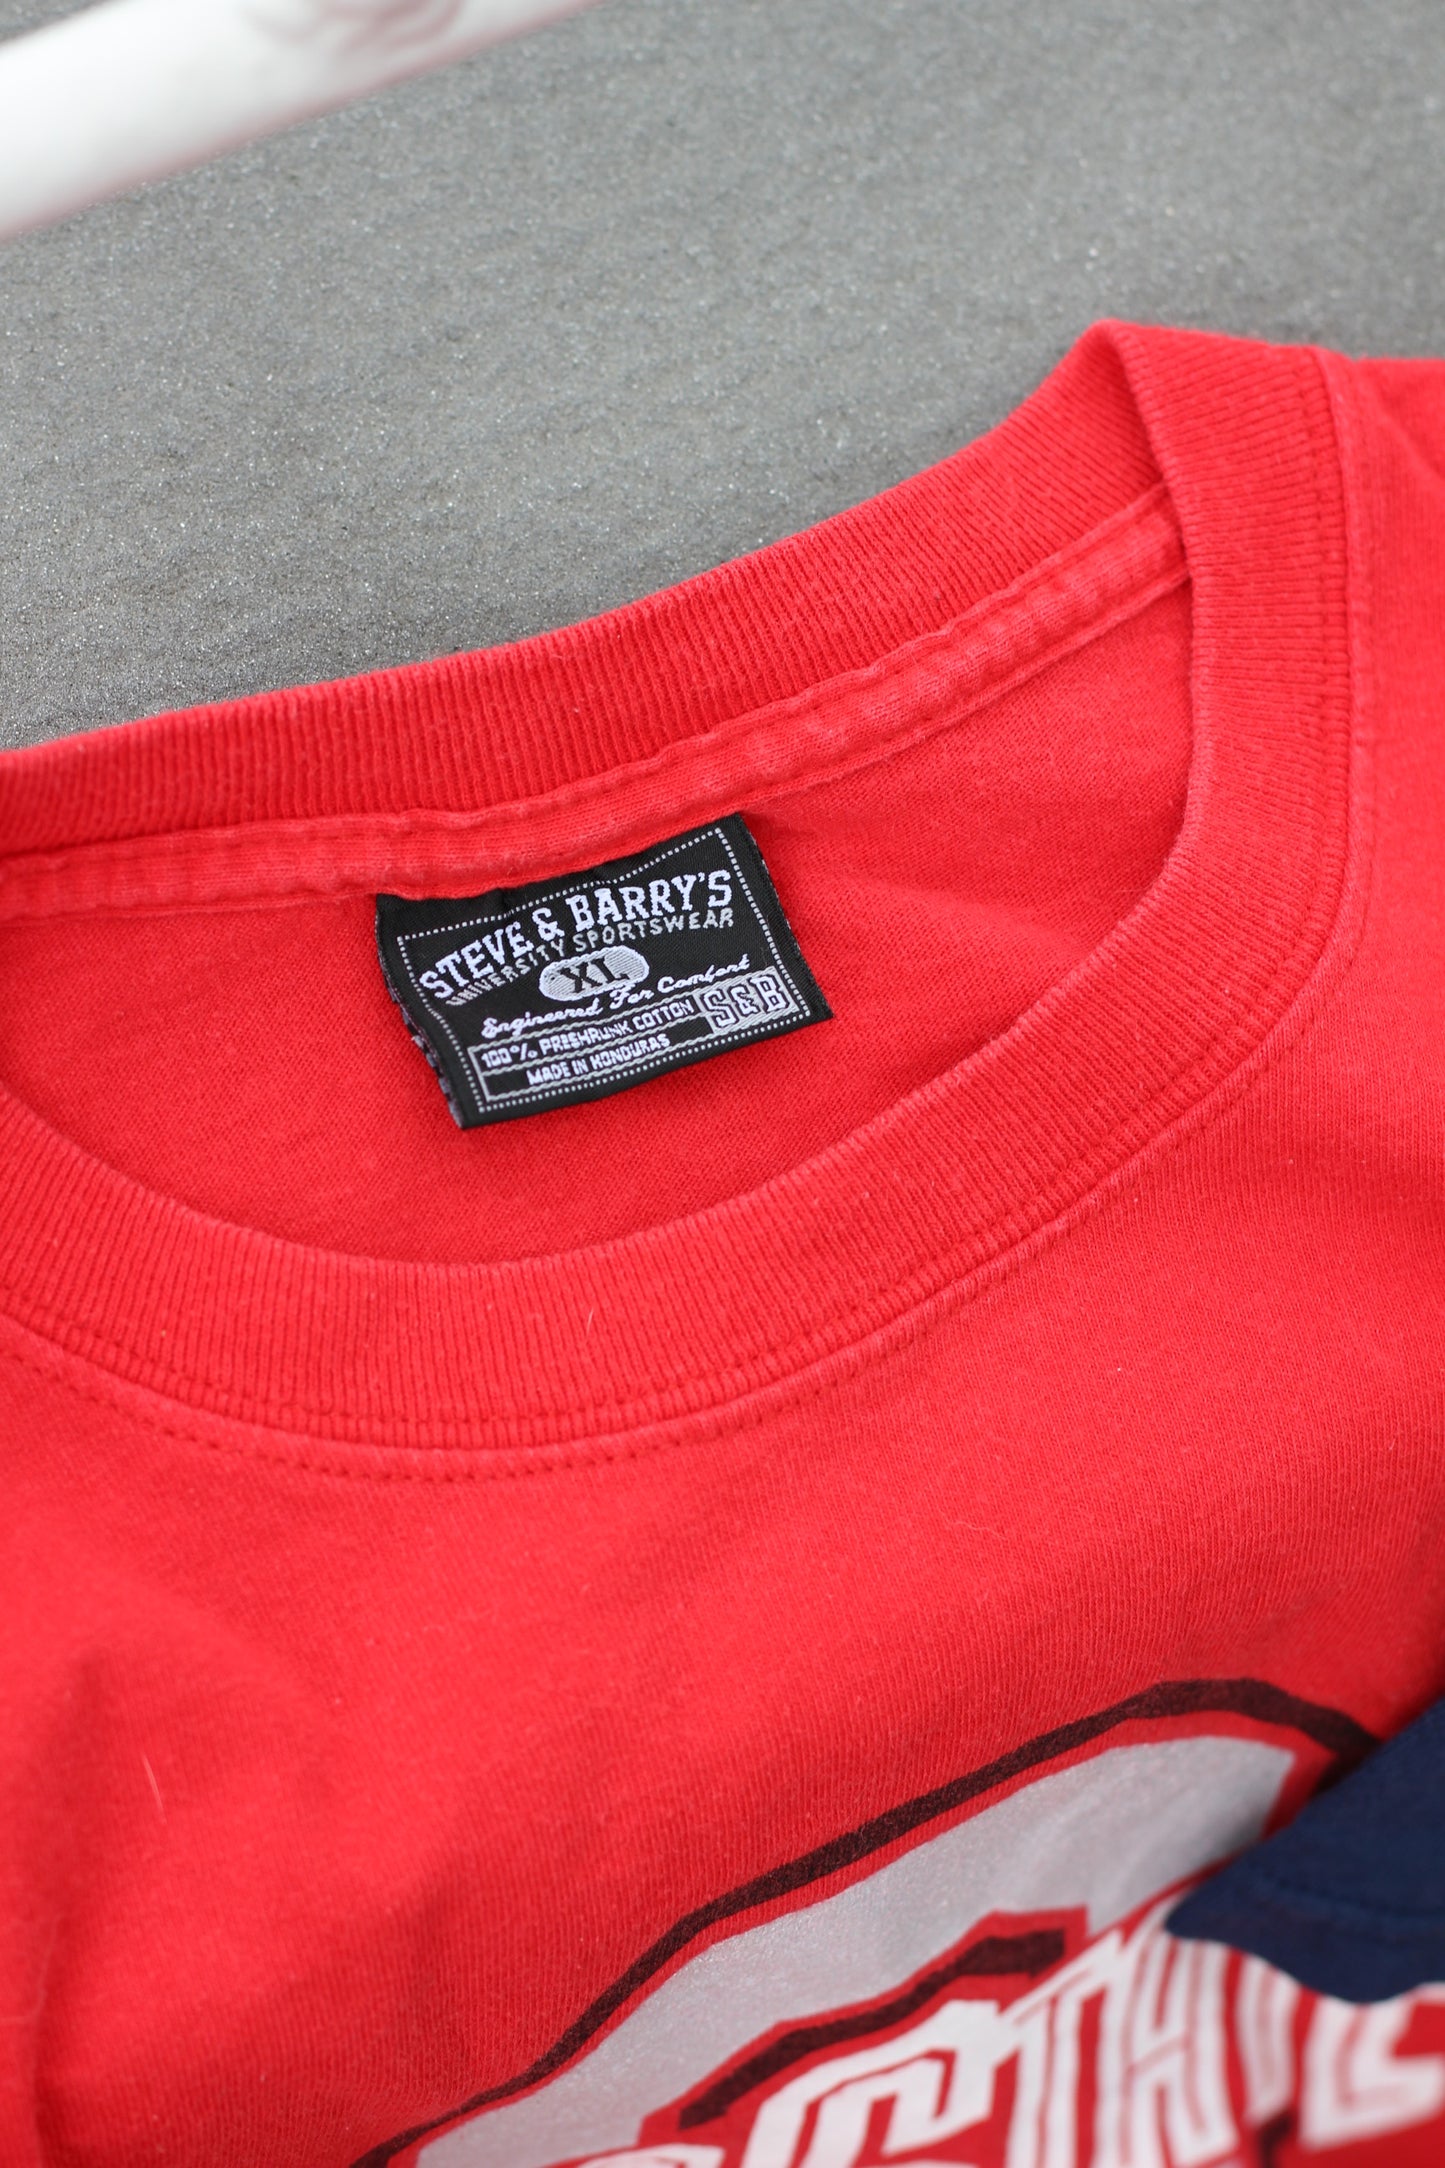 STEVE & BARRY'S
UNIVERSITY SPORTSWEAR
XL
Engineered For Comfort
100% PRESHRUNK COTTON
S&B
MADE IN HONDURAS